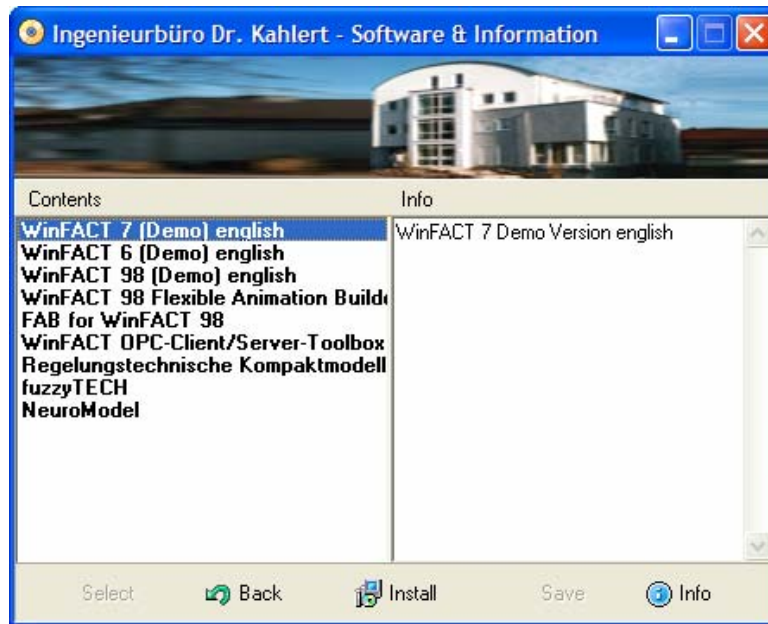 Ingenieurbüro Dr. Kahlert - Software & Information
Contents
Info
WinFACT 7 (Demo) english
WinFACT 6 (Demo) english
WinFACT 98 (Demo) english
WinFACT 98 Flexible Animation Builde
FAB for WinFACT 98
WinFACT OPC-Client/Server-Toolbox
Regelungstechnische Kompaktmodell
fuzzyTECH
NeuroModel
WinFACT 7 Demo Version english
Select
Back
Install
Save
Info